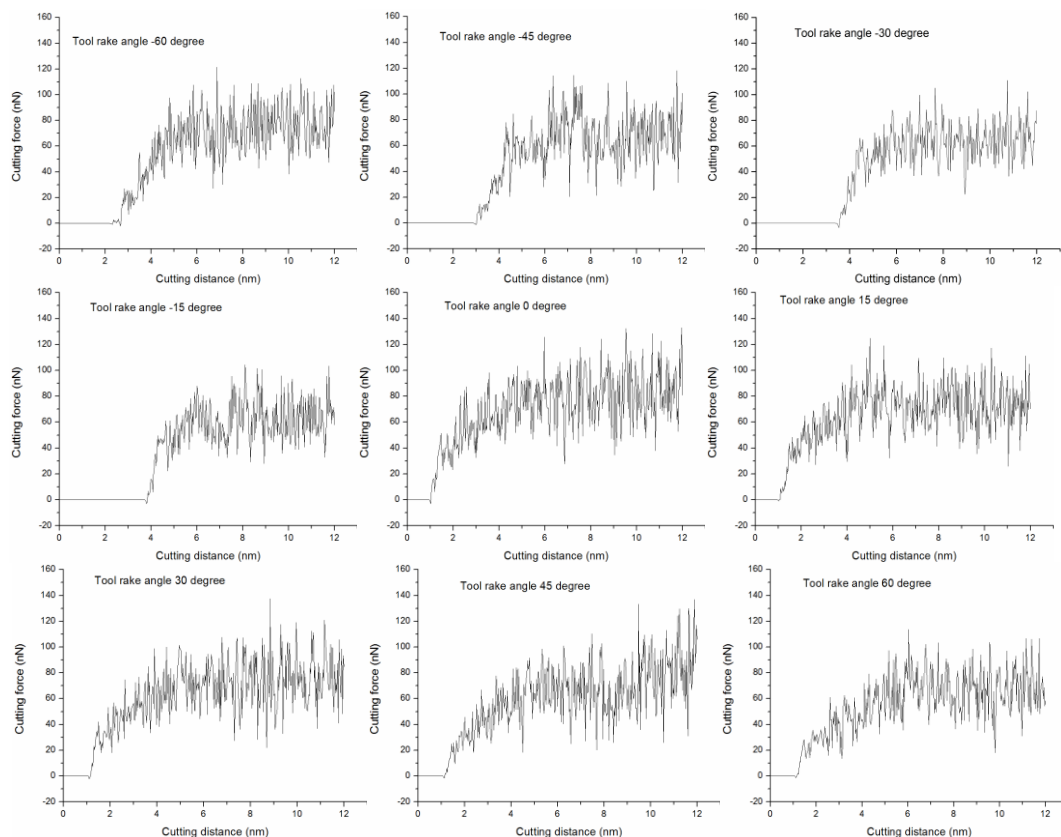 Tool rake angle -60 degree
160
140
120
100
80
60
40
20
0
-20
Cutting force (nN)
0 2 4 6 8 10 12
Cutting distance (nm)
Tool rake angle -45 degree
160
140
120
100
80
60
40
20
0
-20
Cutting force (nN)
0 2 4 6 8 10 12
Cutting distance (nm)
Tool rake angle -30 degree
160
140
120
100
80
60
40
20
0
-20
Cutting force (nN)
0 2 4 6 8 10 12
Cutting distance (nm)
Tool rake angle -15 degree
160
140
120
100
80
60
40
20
0
-20
Cutting force (nN)
0 2 4 6 8 10 12
Cutting distance (nm)
Tool rake angle 0 degree
160
140
120
100
80
60
40
20
0
-20
Cutting force (nN)
0 2 4 6 8 10 12
Cutting distance (nm)
Tool rake angle 15 degree
160
140
120
100
80
60
40
20
0
-20
Cutting force (nN)
0 2 4 6 8 10 12
Cutting distance (nm)
Tool rake angle 30 degree
160
140
120
100
80
60
40
20
0
-20
Cutting force (nN)
0 2 4 6 8 10 12
Cutting distance (nm)
Tool rake angle 45 degree
160
140
120
100
80
60
40
20
0
-20
Cutting force (nN)
0 2 4 6 8 10 12
Cutting distance (nm)
Tool rake angle 60 degree
160
140
120
100
80
60
40
20
0
-20
Cutting force (nN)
0 2 4 6 8 10 12
Cutting distance (nm)